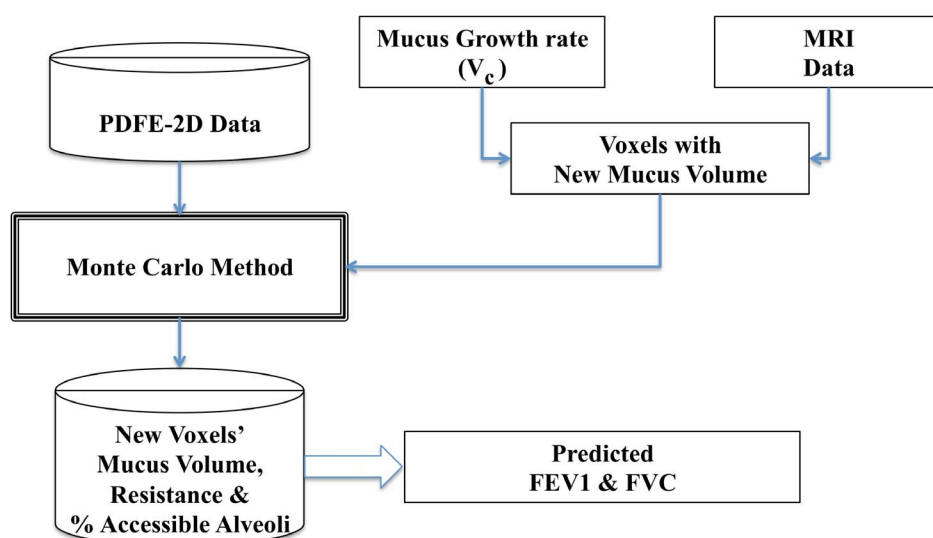 Mucus Growth rate
(Vc)
MRI
Data
PDFE-2D Data
Voxels with
New Mucus Volume
Monte Carlo Method
New Voxels'
Mucus Volume,
Resistance &
% Accessible Alveoli
Predicted
FEV1 & FVC